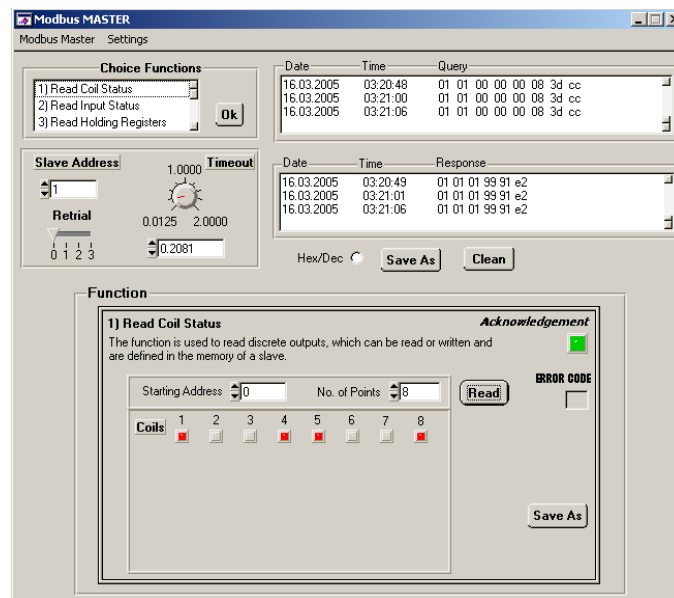 Modbus MASTER
Modbus Master Settings
Choice Functions
1) Read Coil Status
2) Read Input Status
3) Read Holding Registers
Ok
Date Time Query
16.03.2005 03:20:48 01 01 00 00 00 08 3d cc
16.03.2005 03:21:00 01 01 00 00 00 08 3d cc
16.03.2005 03:21:06 01 01 00 00 00 08 3d cc
Slave Address
1
Retrial
0 1 2 3
Timeout
1.0000
0.0125 2.0000
0.2081
Date Time Response
16.03.2005 03:20:49 01 01 01 99 91 e2
16.03.2005 03:21:01 01 01 01 99 91 e2
16.03.2005 03:21:06 01 01 01 99 91 e2
Hex/Dec Save As Clean
Function
1) Read Coil Status
Acknowledgement
The function is used to read discrete outputs, which can be read or written and
are defined in the memory of a slave.
Starting Address 0 No. of Points 8
Read
ERROR CODE
Coils 1 2 3 4 5 6 7 8
Save As